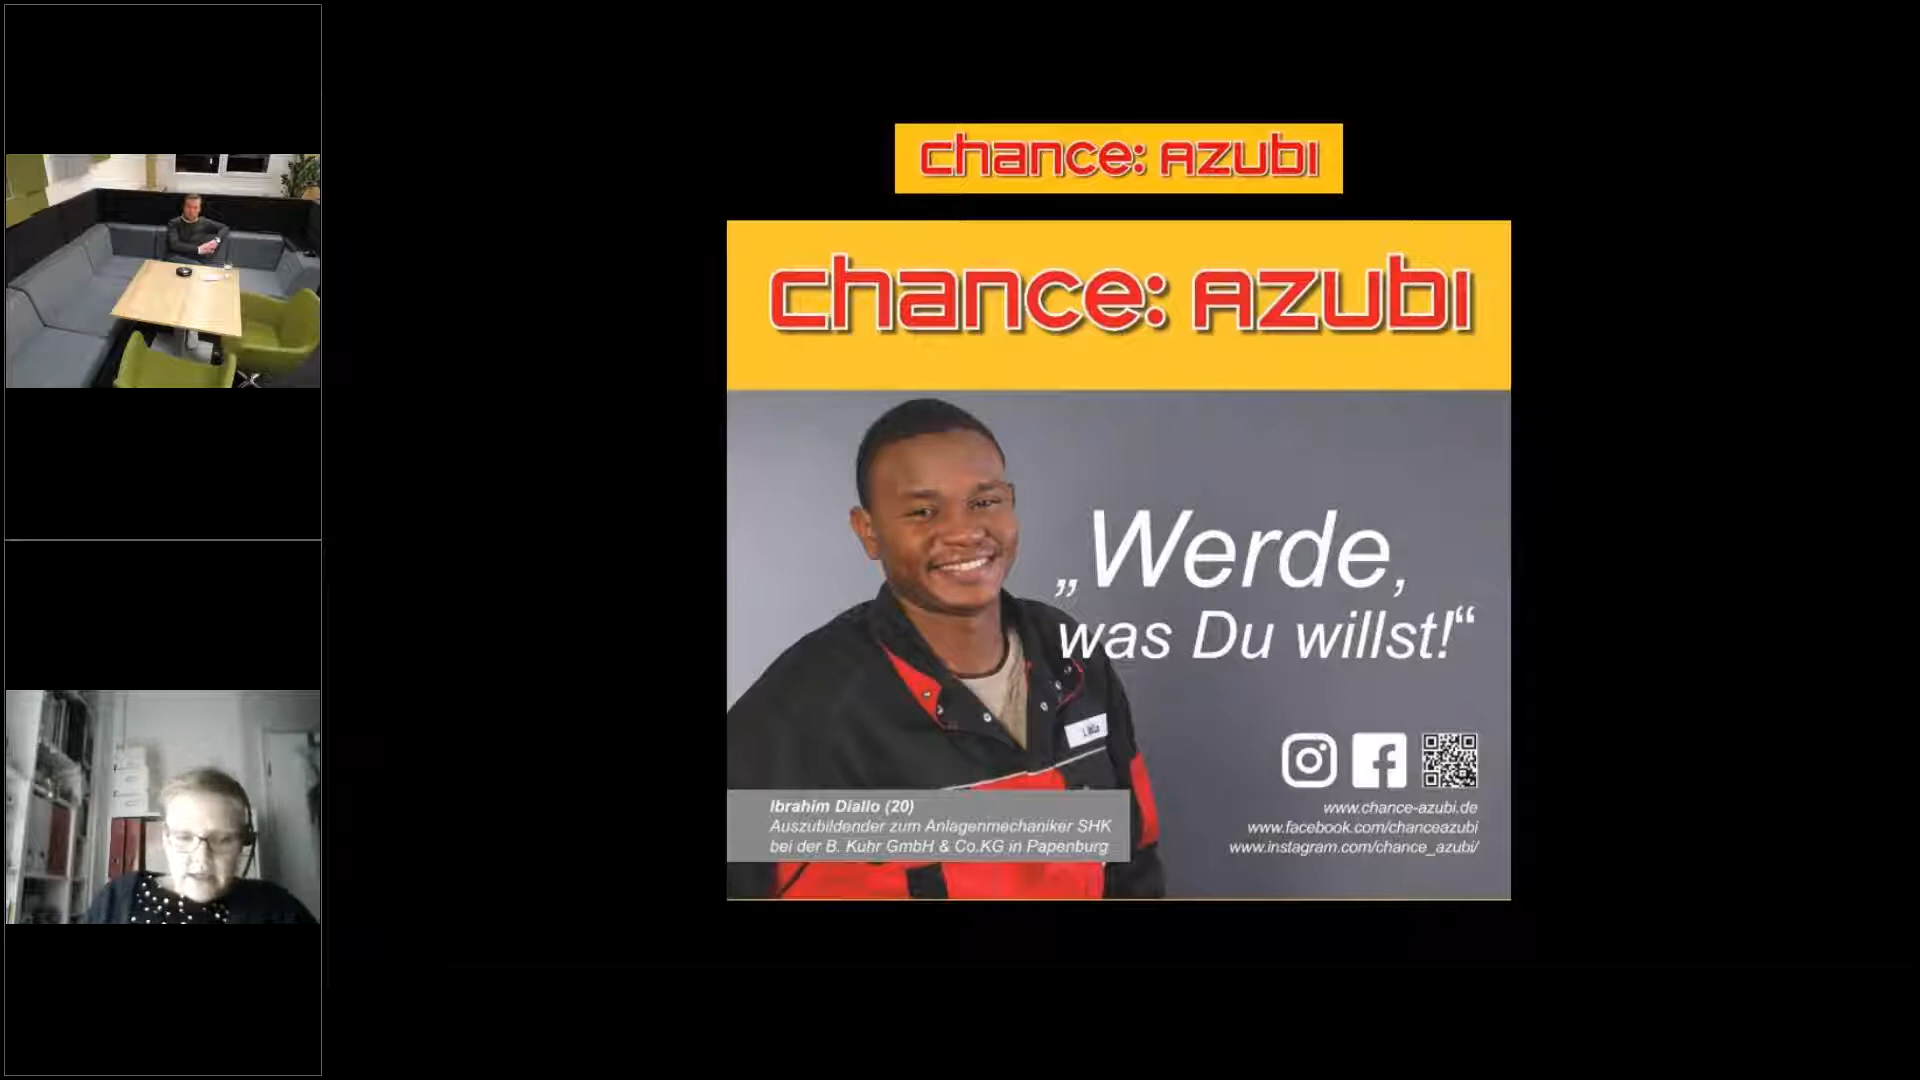 chance: AZUBI
chance: AZUBI
„Werde,
was Du willst!“
Ibrahim Diallo (20)
Auszubildender zum Anlagenmechaniker SHK
bei der B. Kuhr GmbH & Co.KG in Papenburg
www.chance-azubi.de
www.facebook.com/chanceazubi
www.instagram.com/chance_azubi/